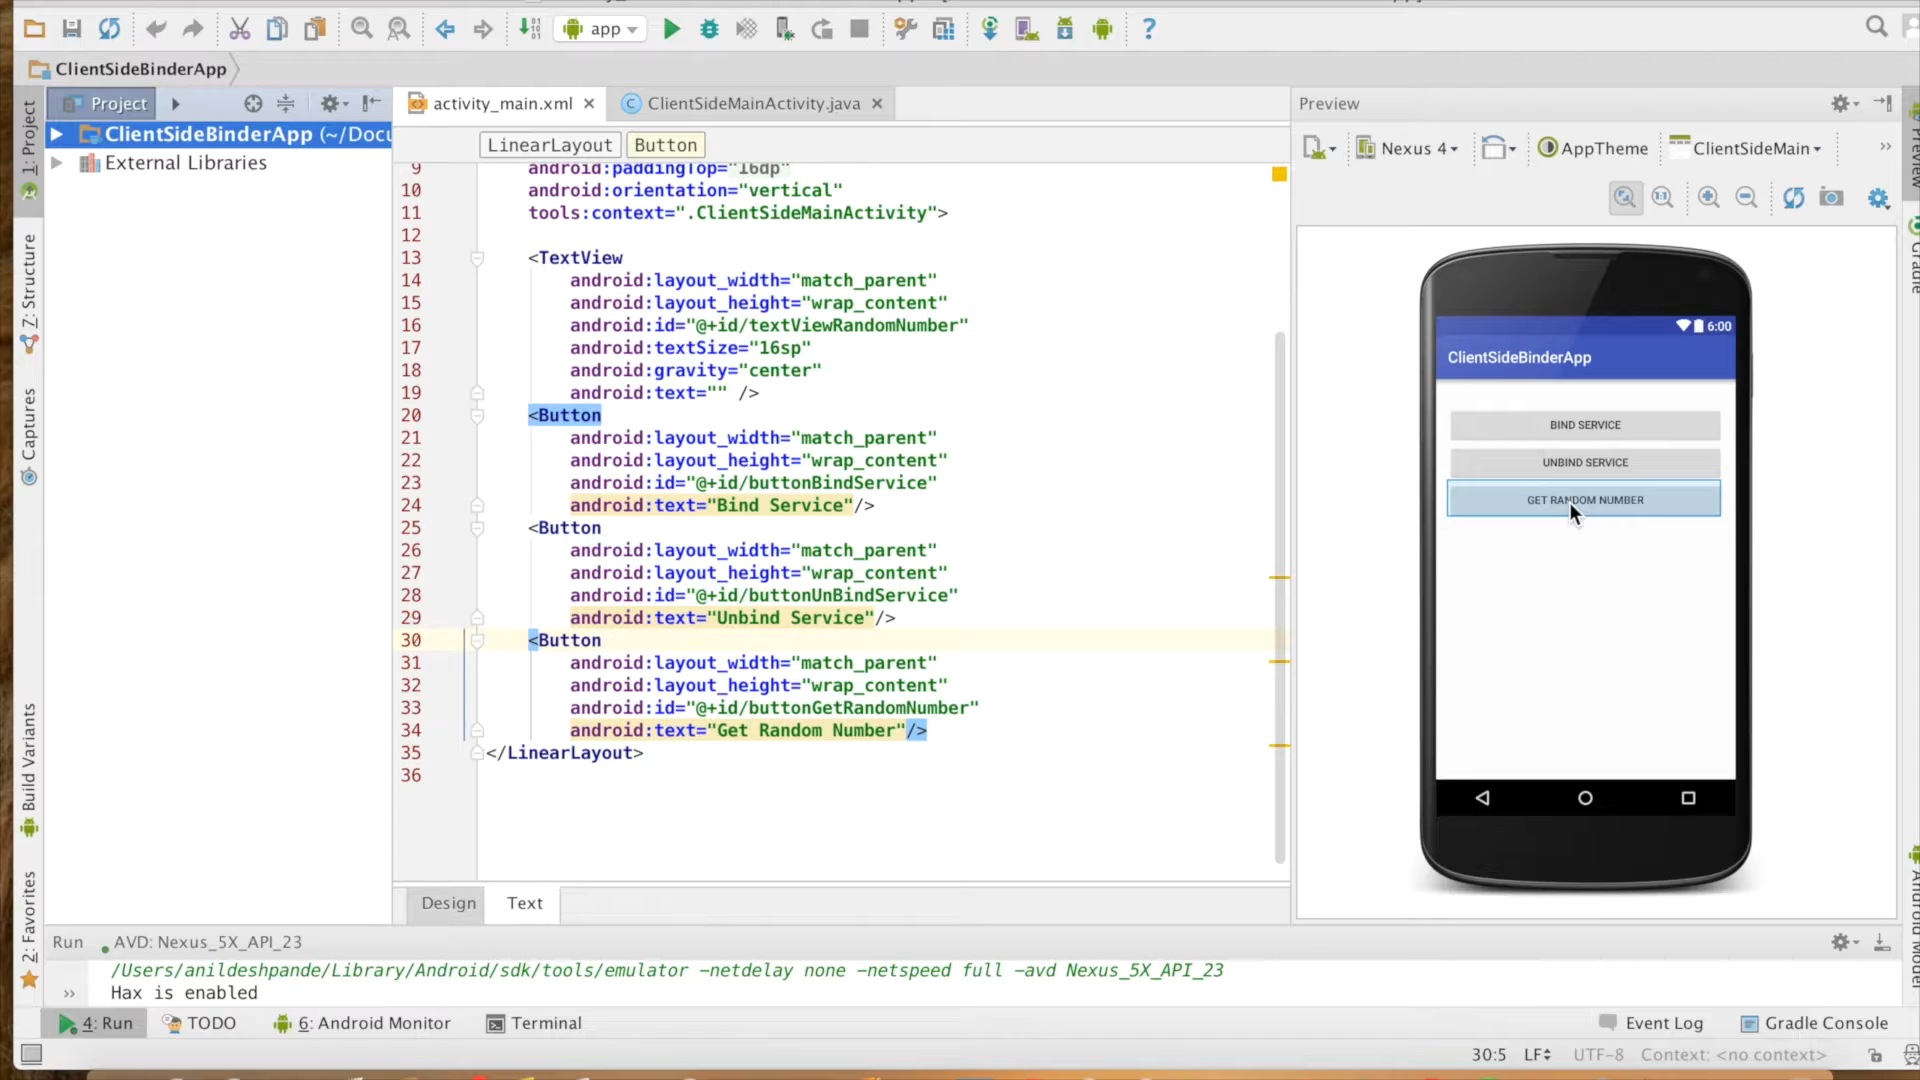 app
ClientSideBinderApp
Project
activity_main.xml
ClientSideMainActivity.java
Preview
1: Project
ClientSideBinderApp (~/Docu
External Libraries
LinearLayout
Button
Nexus 4
AppTheme
ClientSideMain
9 android:paddingTop="16dp"
10 android:orientation="vertical"
11 tools:context=".ClientSideMainActivity">
12
13 <TextView
14 android:layout_width="match_parent"
15 android:layout_height="wrap_content"
16 android:id="@+id/textViewRandomNumber"
17 android:textSize="16sp"
18 android:gravity="center"
19 android:text="" />
20 <Button
21 android:layout_width="match_parent"
22 android:layout_height="wrap_content"
23 android:id="@+id/buttonBindService"
24 android:text="Bind Service"/>
25 <Button
26 android:layout_width="match_parent"
27 android:layout_height="wrap_content"
28 android:id="@+id/buttonUnBindService"
29 android:text="Unbind Service"/>
30 <Button
31 android:layout_width="match_parent"
32 android:layout_height="wrap_content"
33 android:id="@+id/buttonGetRandomNumber"
34 android:text="Get Random Number"/>
35 </LinearLayout>
36
7: Structure
Captures
Build Variants
2: Favorites
6:00
ClientSideBinderApp
BIND SERVICE
UNBIND SERVICE
GET RANDOM NUMBER
Preview
Gradle
Android Model
Design
Text
Run AVD: Nexus_5X_API_23
/Users/anildeshpande/Library/Android/sdk/tools/emulator -netdelay none -netspeed full -avd Nexus_5X_API_23
Hax is enabled
4: Run
TODO
6: Android Monitor
Terminal
Event Log
Gradle Console
30:5 LF UTF-8 Context: <no context>